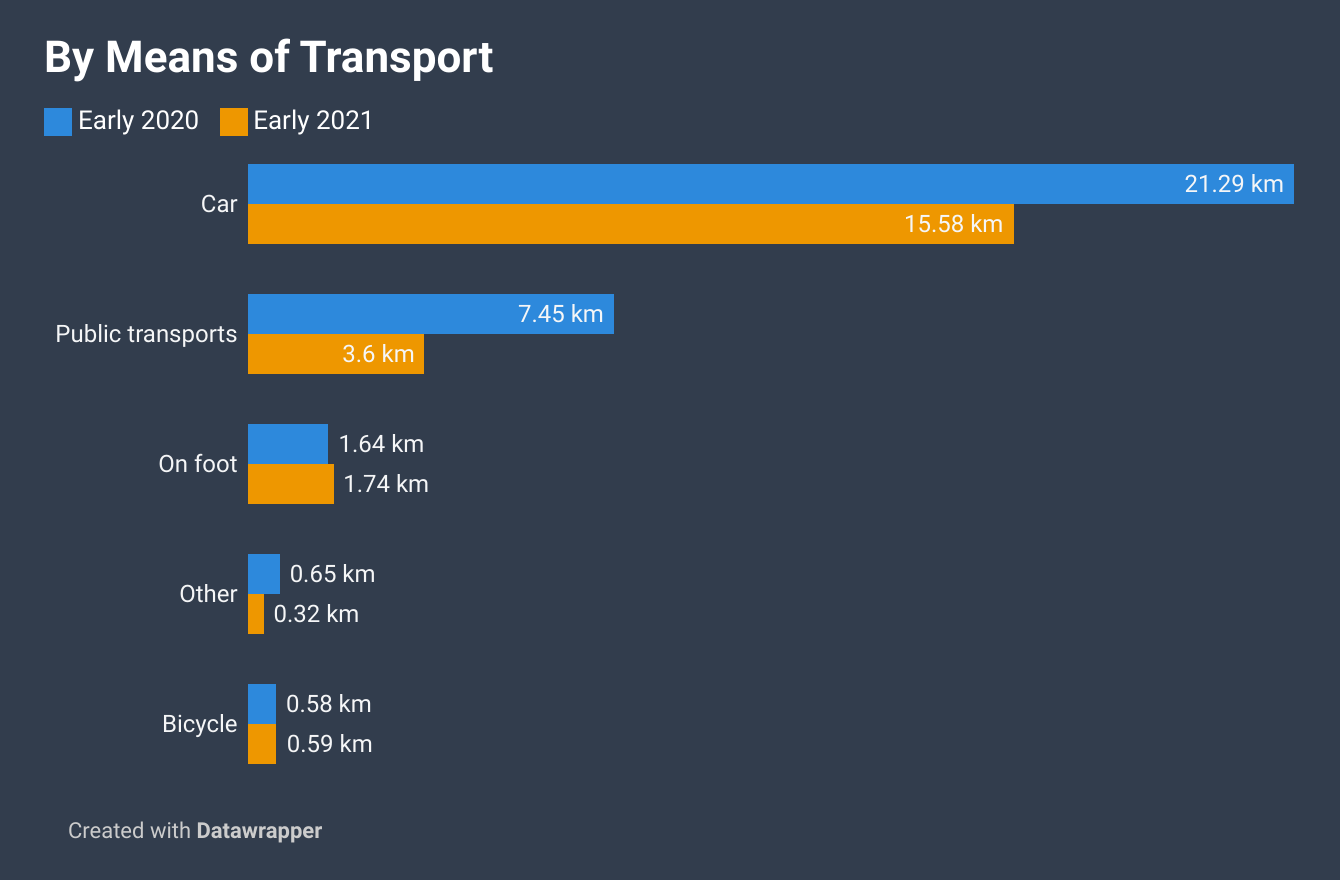 By Means of Transport
Early 2020 Early 2021
Car
21.29 km
15.58 km
Public transports
7.45 km
3.6 km
On foot
1.64 km
1.74 km
Other
0.65 km
0.32 km
Bicycle
0.58 km
0.59 km
Created with Datawrapper